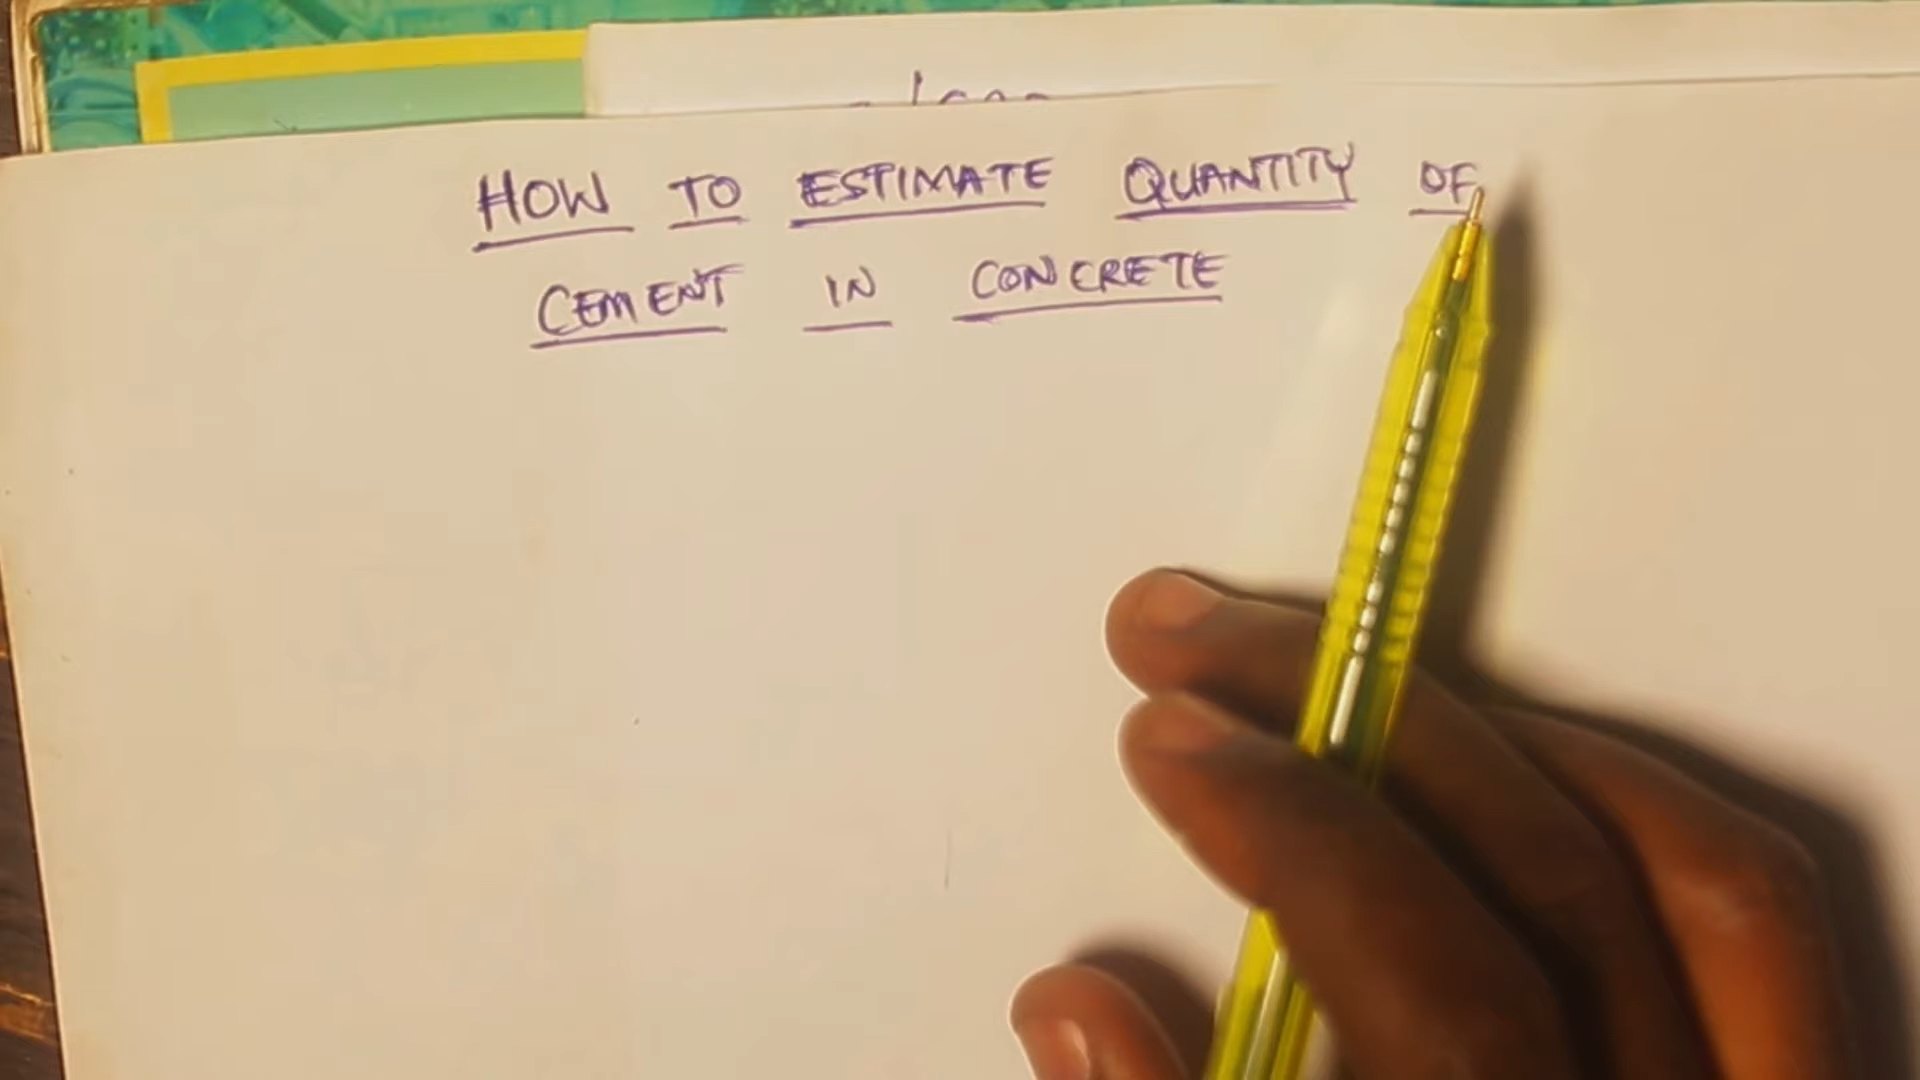 HOW TO ESTIMATE QUANTITY OF
CEMENT IN CONCRETE